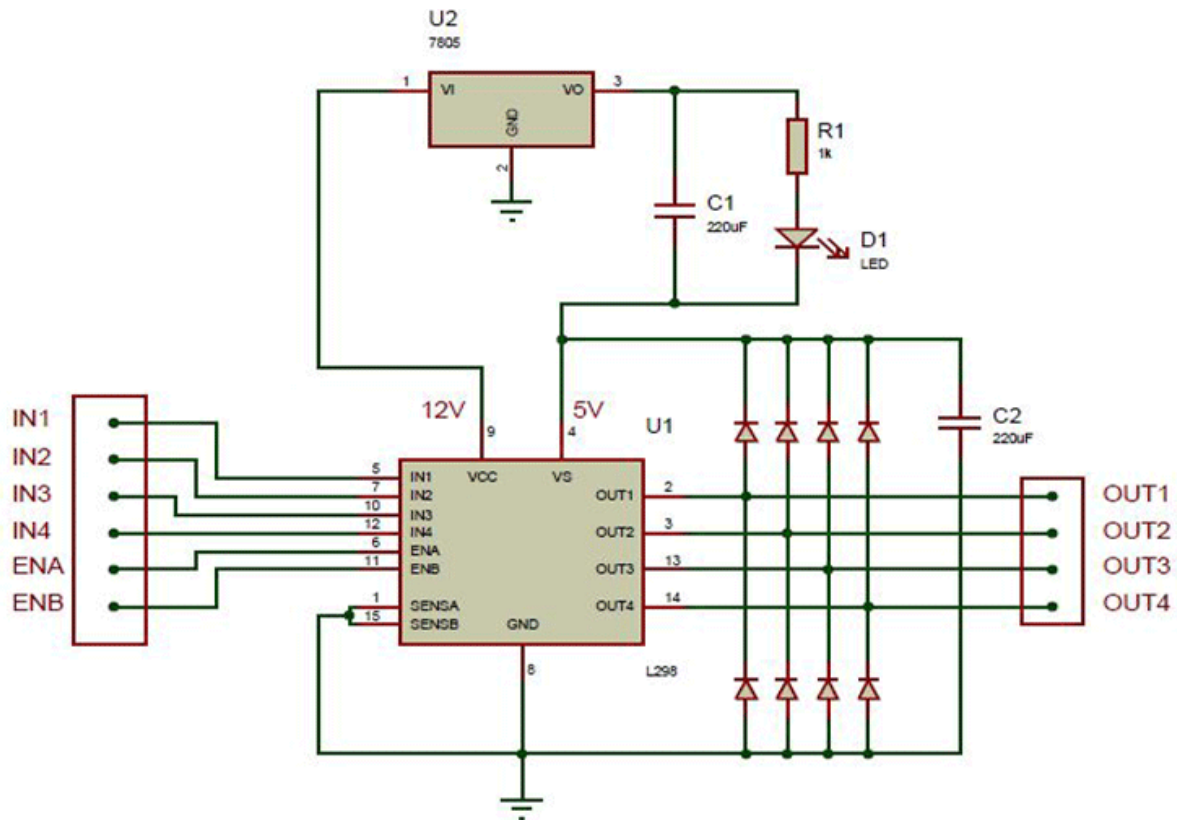 U2
7805
1
VI
VO
3
GND
2
R1
1k
C1
220uF
D1
LED
12V
5V
9
4
U1
C2
220uF
IN1
IN2
IN3
IN4
ENA
ENB
5
7
10
12
6
11
1
15
IN1
IN2
IN3
IN4
ENA
ENB
SENSA
SENSB
VCC
VS
GND
8
OUT1
OUT2
OUT3
OUT4
2
3
13
14
L298
OUT1
OUT2
OUT3
OUT4